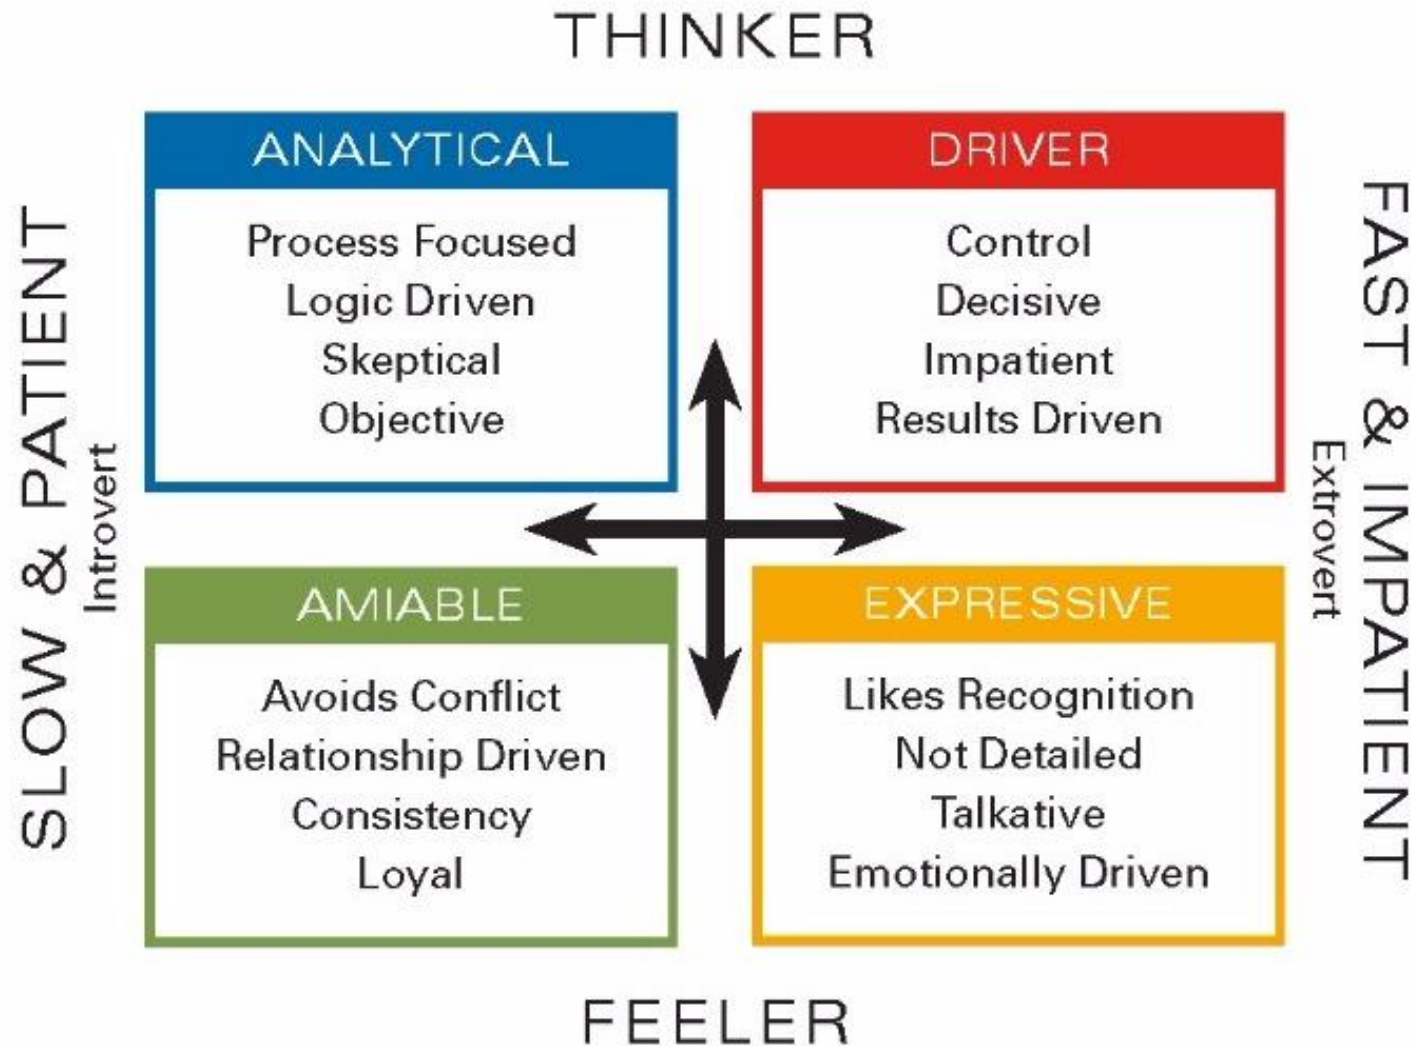 THINKER
SLOW & PATIENT
Introvert
ANALYTICAL
Process Focused
Logic Driven
Skeptical
Objective
DRIVER
Control
Decisive
Impatient
Results Driven
AMIABLE
Avoids Conflict
Relationship Driven
Consistency
Loyal
EXPRESSIVE
Likes Recognition
Not Detailed
Talkative
Emotionally Driven
Extrovert
FAST & IMPATIENT
FEELER